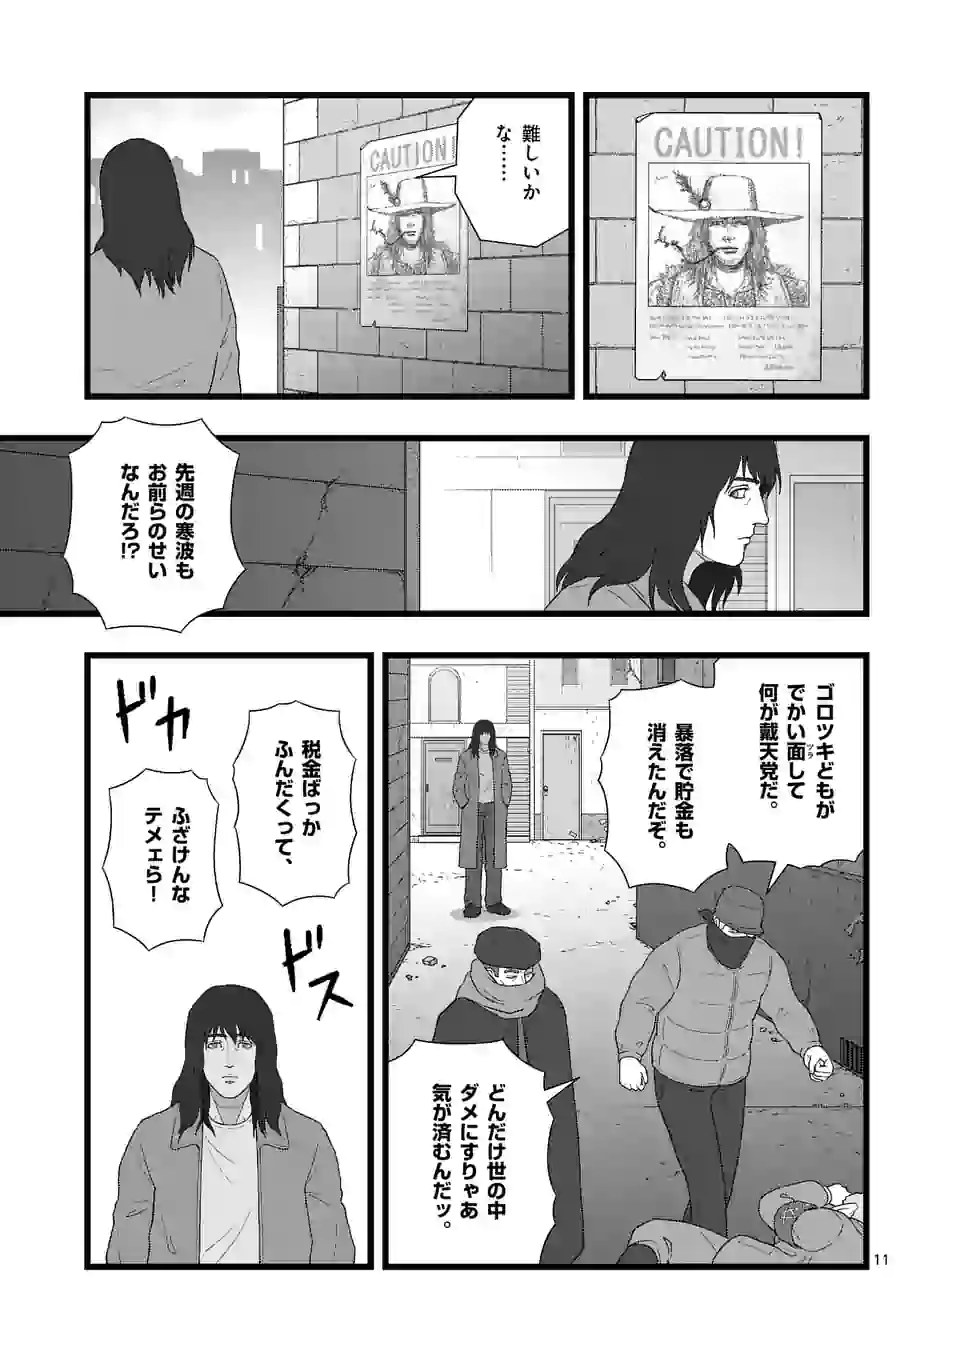 CAUTION!
難しいか
な……
CAUTION!
先週の寒波も
お前らのせい
なんだろ!?
ゴロツキどもが
でかい面して
ツラ
何が戴天党だ。
暴落で貯金も
消えたんだぞ。
どんだけ世の中
ダメにすりゃあ
気が済むんだッ。
税金ばっか
ふんだくって、
ふざけんな
テメェら!
ドカ
ドス
11